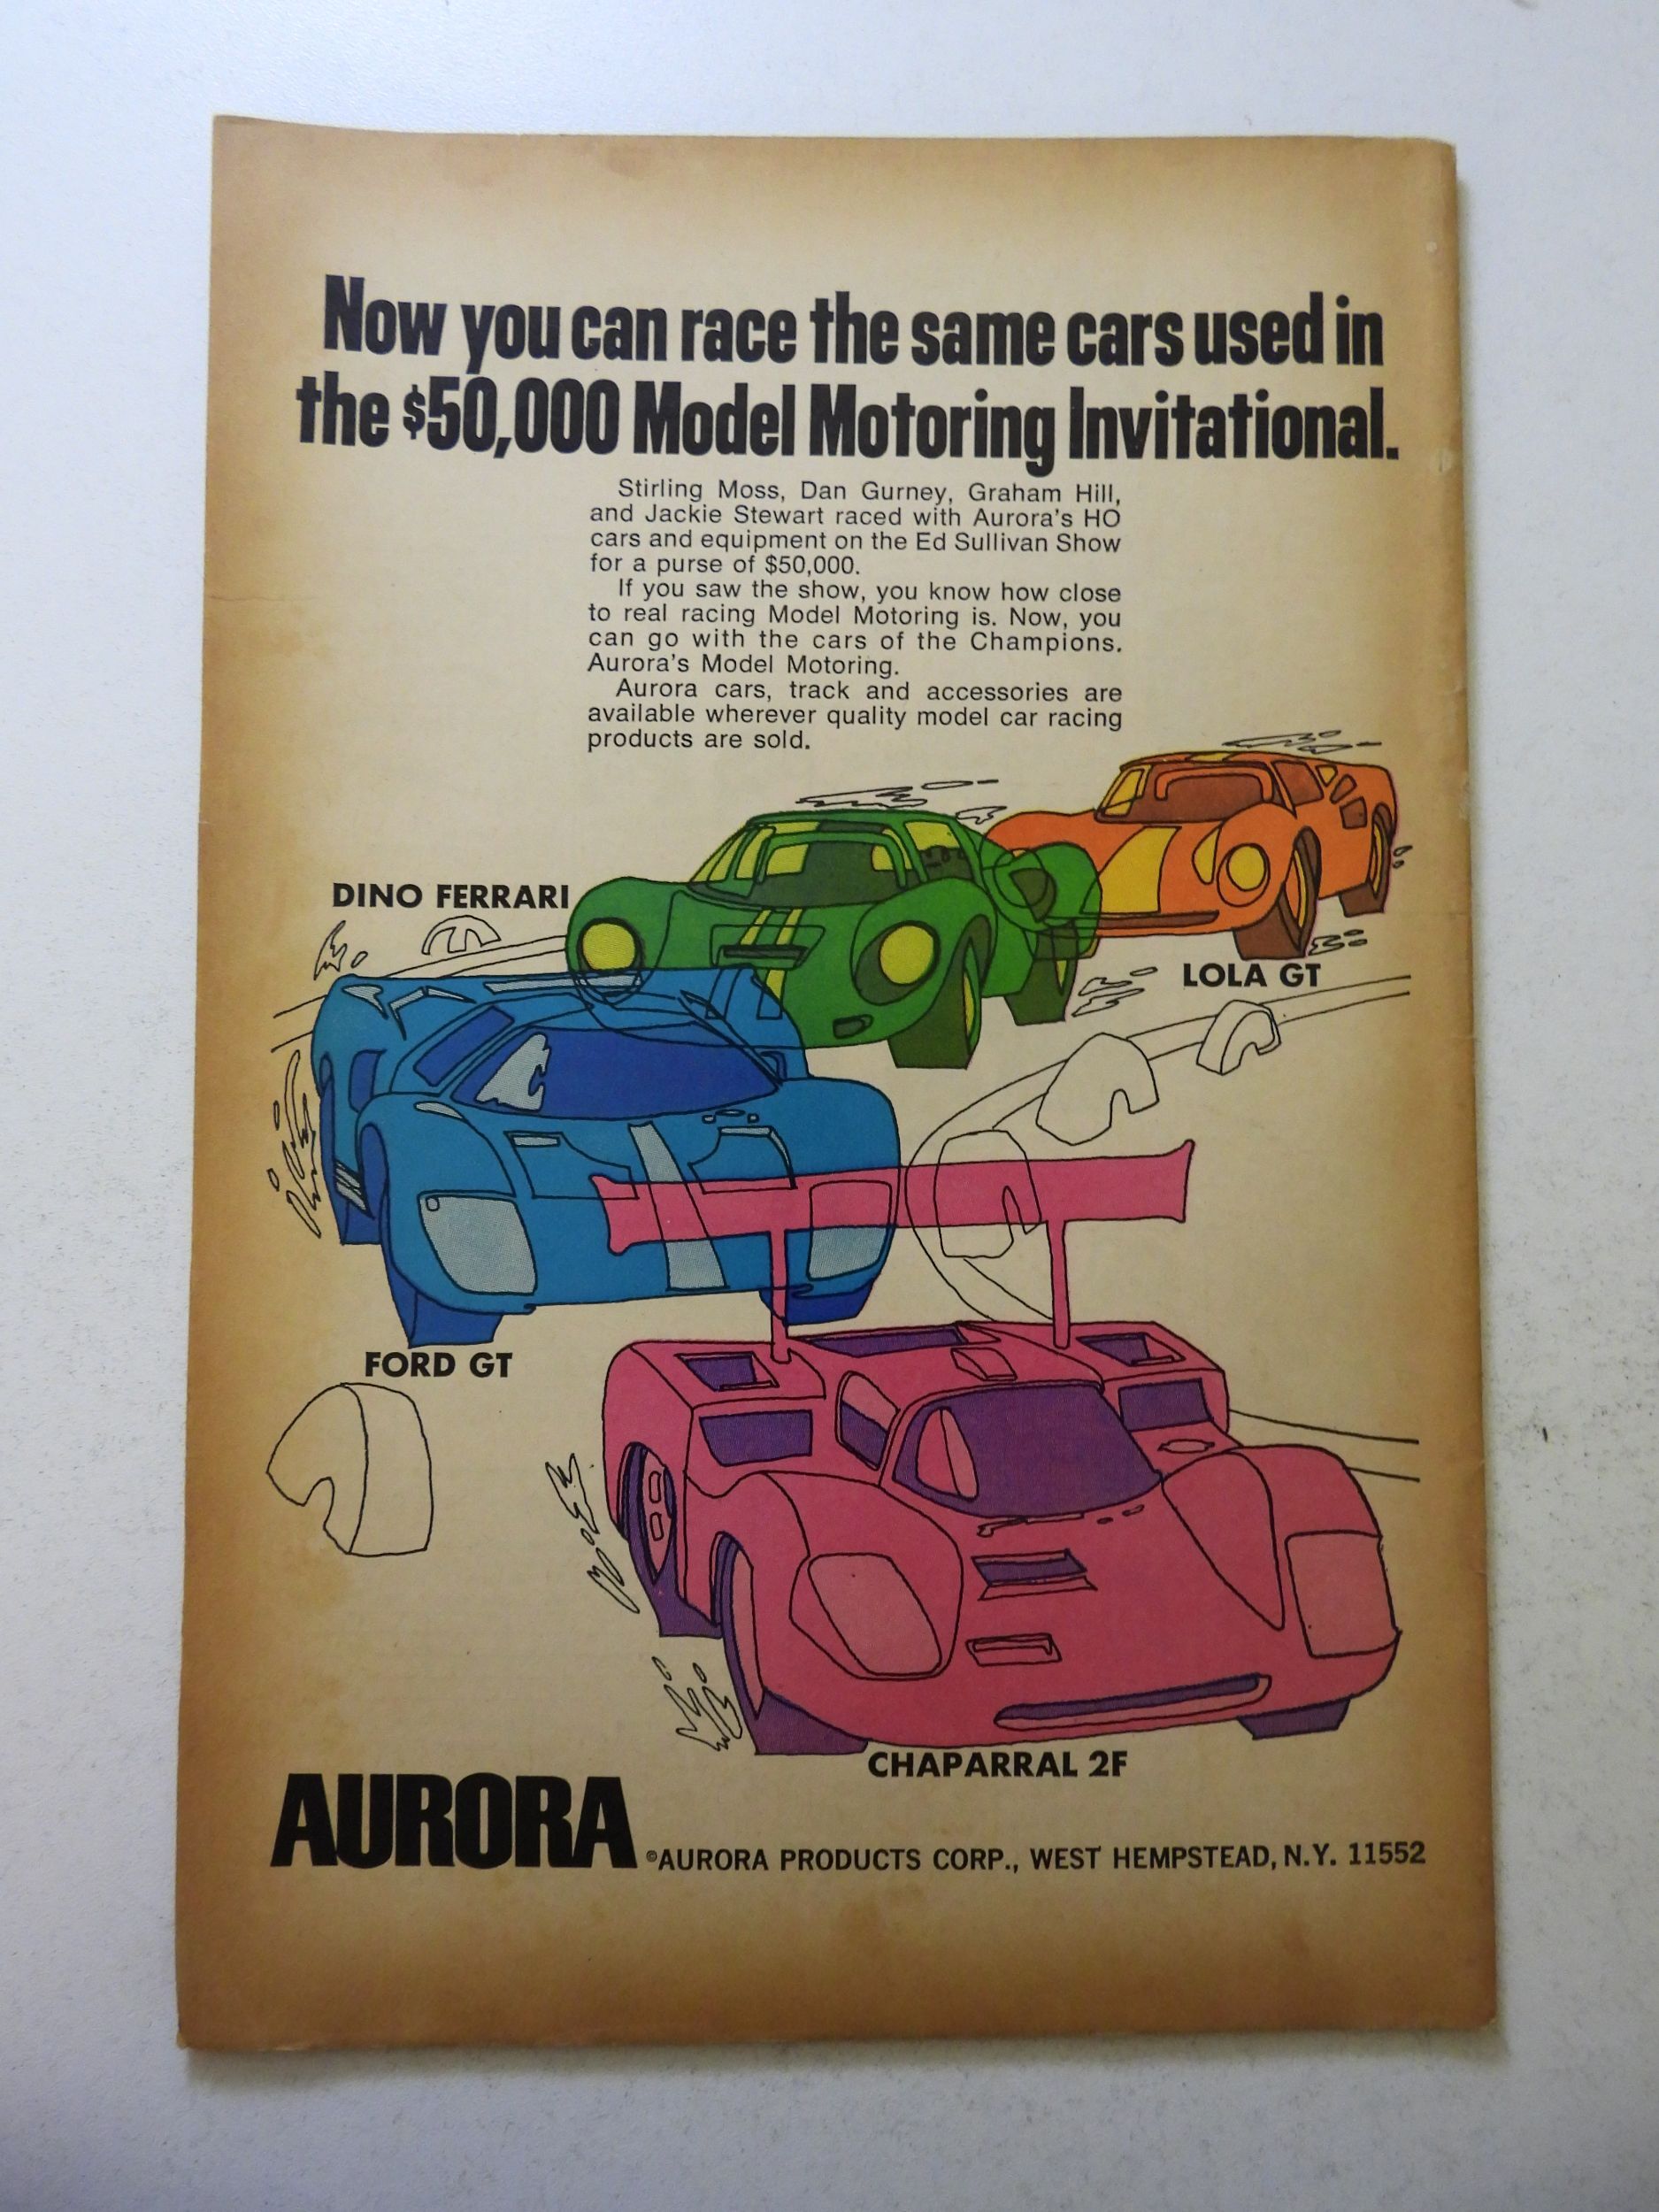 Now you can race the same cars used in
the $50,000 Model Motoring Invitational.
Stirling Moss, Dan Gurney, Graham Hill,
and Jackie Stewart raced with Aurora's HO
cars and equipment on the Ed Sullivan Show
for a purse of $50,000.
If you saw the show, you know how close
to real racing Model Motoring is. Now, you
can go with the cars of the Champions.
Aurora's Model Motoring.
Aurora cars, track and accessories are
available wherever quality model car racing
products are sold.
DINO FERRARI
LOLA GT
FORD GT
CHAPARRAL 2F
AURORA
©AURORA PRODUCTS CORP., WEST HEMPSTEAD, N.Y. 11552